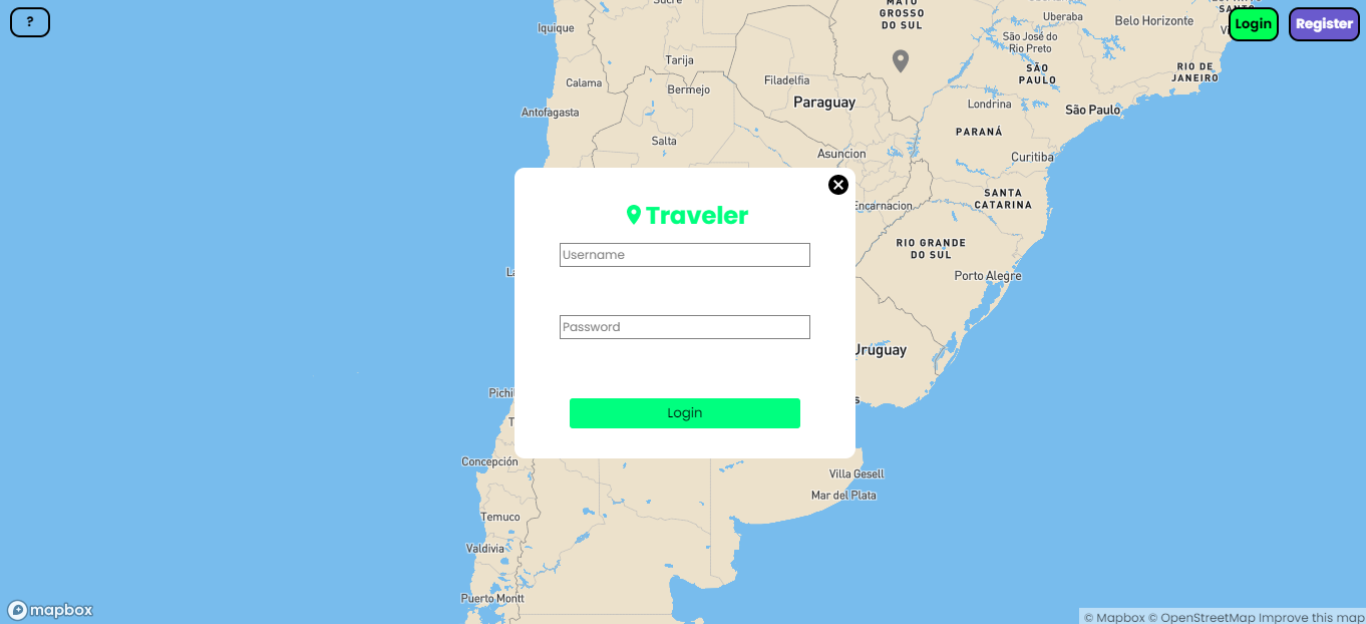 ?
Login
Register
Sucre
MATO
GROSSO
DO SUL
Uberaba
Belo Horizonte
Iquique
São José do
Rio Preto
Tarija
SÃO
PAULO
RIO DE
JANEIRO
Calama
Filadelfia
Bermejo
Paraguay
Londrina
São Paulo
Antofagasta
PARANÁ
Salta
Asuncion
Curitiba
Traveler
Encarnacion
SANTA
CATARINA
Username
RIO GRANDE
DO SUL
Porto Alegre
Password
Uruguay
Login
Concepción
Villa Gesell
Mar del Plata
Temuco
Valdivia
Puerto Montt
mapbox
© Mapbox © OpenStreetMap Improve this map